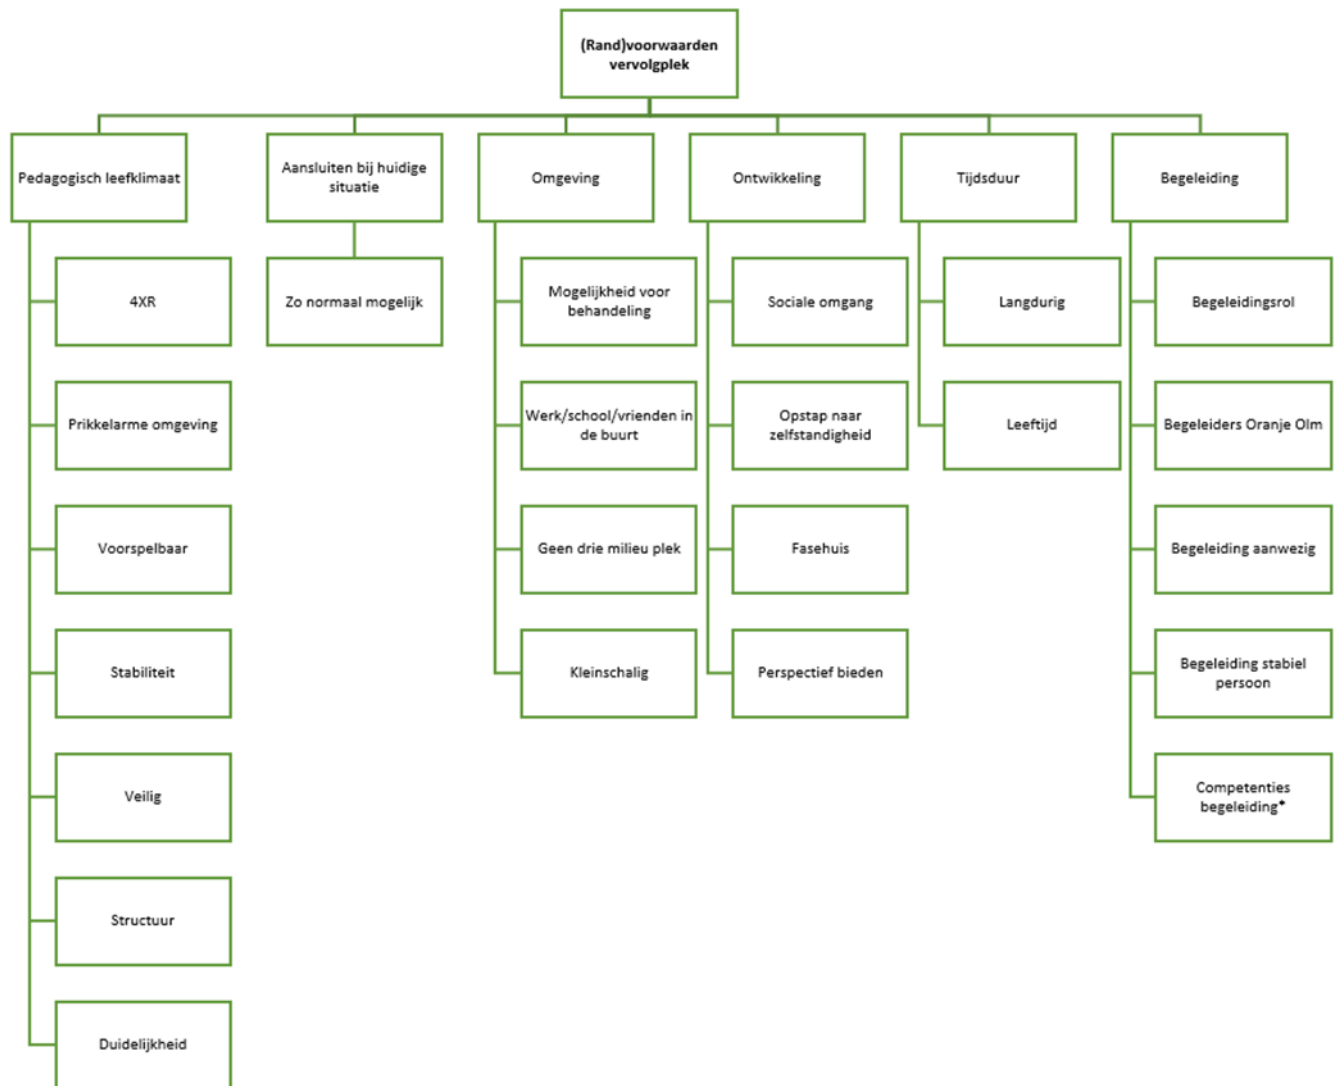 (Rand)voorwaarden
vervolgplek
Pedagogisch leefklimaat
Aansluiten bij huidige
situatie
Omgeving
Ontwikkeling
Tijdsduur
Begeleiding
4XR
Zo normaal mogelijk
Mogelijkheid voor
behandeling
Sociale omgang
Langdurig
Begeleidingsrol
Prikkelarme omgeving
Werk/school/vrienden in
de buurt
Opstap naar
zelfstandigheid
Leeftijd
Begeleiders Oranje Olm
Voorspelbaar
Geen drie milieu plek
Fasehuis
Begeleiding aanwezig
Stabiliteit
Kleinschalig
Perspectief bieden
Begeleiding stabiel
persoon
Veilig
Competenties
begeleiding*
Structuur
Duidelijkheid